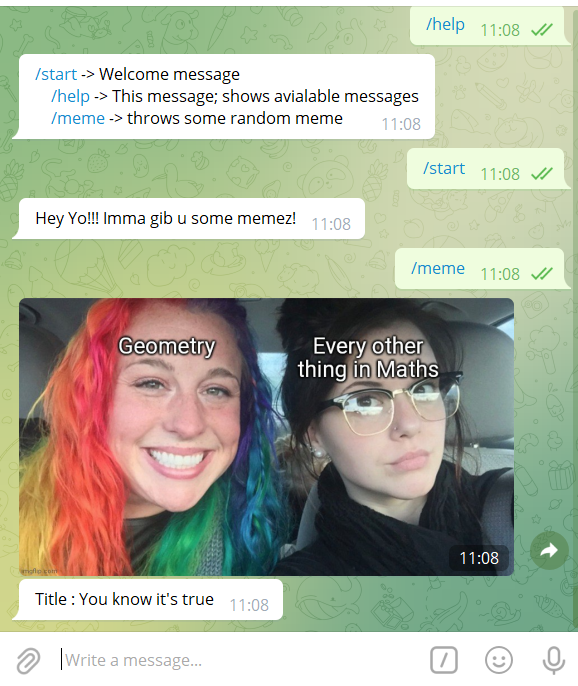 /help 11:08
/start -> Welcome message
/help -> This message; shows avialable messages
/meme -> throws some random meme 11:08
/start 11:08
Hey Yo!!! Imma gib u some memez! 11:08
/meme 11:08
Geometry
Every other
thing in Maths
imgflip.com
11:08
Title : You know it's true 11:08
Write a message...